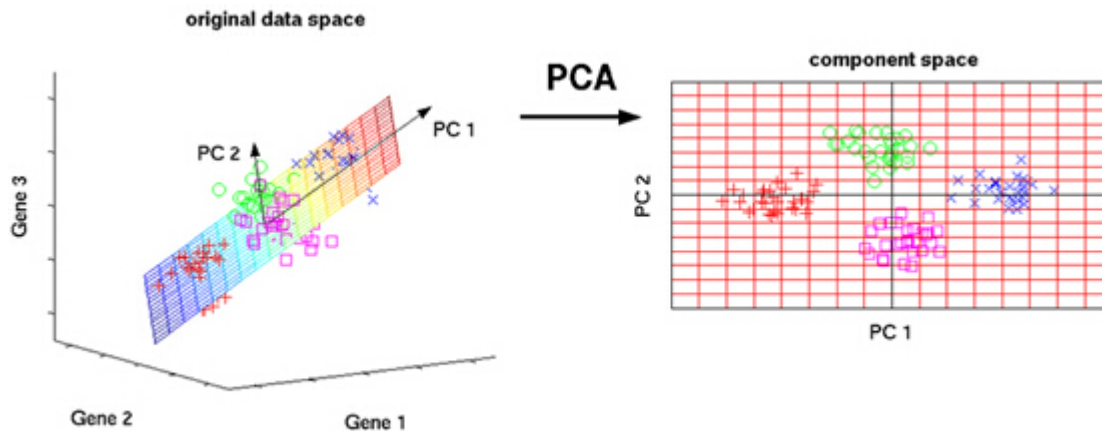 original data space
PC 1
PC 2
Gene 3
Gene 2
Gene 1
PCA
component space
PC 2
PC 1